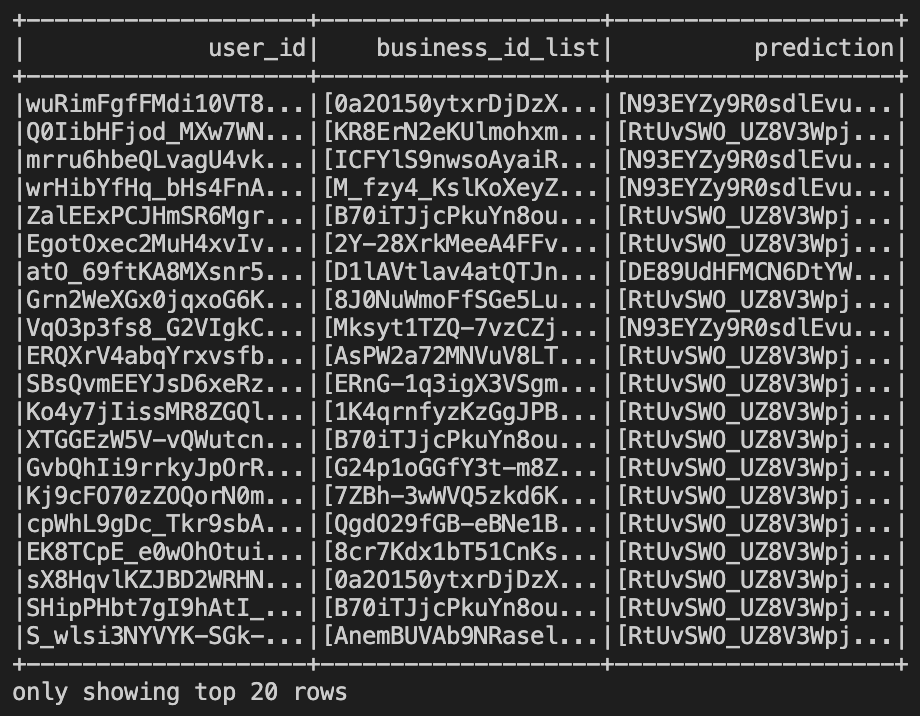 +--------------------+--------------------+--------------------+
|             user_id|    business_id_list|          prediction|
+--------------------+--------------------+--------------------+
|wuRimFgfFMdi10VT8...|[0a2O150ytxrDjDzX...|[N93EYZy9R0sdlEvu...|
|Q0IibHFjod_MXw7WN...|[KR8ErN2eKUlmohxm...|[RtUvSWO_UZ8V3Wpj...|
|mrru6hbeQLvagU4vk...|[ICFYlS9nwsoAyaiR...|[N93EYZy9R0sdlEvu...|
|wrHibYfHq_bHs4FnA...|[M_fzy4_KslKoXeyZ...|[N93EYZy9R0sdlEvu...|
|ZalEExPCJHmSR6Mgr...|[B70iTJjcPkuYn8ou...|[RtUvSWO_UZ8V3Wpj...|
|EgotOxec2MuH4xvIv...|[2Y-28XrkMeeA4FFv...|[RtUvSWO_UZ8V3Wpj...|
|atO_69ftKA8MXsnr5...|[D1lAVtlav4atQTJn...|[DE89UdHFMCN6DtYW...|
|Grn2WeXGx0jqxoG6K...|[8J0NuWmoFfSGe5Lu...|[RtUvSWO_UZ8V3Wpj...|
|VqO3p3fs8_G2VIgkC...|[Mksyt1TZQ-7vzCZj...|[N93EYZy9R0sdlEvu...|
|ERQXrV4abqYrxvsfb...|[AsPW2a72MNVuV8LT...|[RtUvSWO_UZ8V3Wpj...|
|SBsQvmEEYJsD6xeRz...|[ERnG-1q3igX3VSgm...|[RtUvSWO_UZ8V3Wpj...|
|Ko4y7jIissMR8ZGQl...|[1K4qrnfyzKzGgJPB...|[RtUvSWO_UZ8V3Wpj...|
|XTGGEzW5V-vQWutcn...|[B70iTJjcPkuYn8ou...|[RtUvSWO_UZ8V3Wpj...|
|GvbQhIi9rrkyJpOrR...|[G24p1oGGfY3t-m8Z...|[RtUvSWO_UZ8V3Wpj...|
|Kj9cFO70zZOQorN0m...|[7ZBh-3wWVQ5zkd6K...|[RtUvSWO_UZ8V3Wpj...|
|cpWhL9gDc_Tkr9sbA...|[QgdO29fGB-eBNe1B...|[RtUvSWO_UZ8V3Wpj...|
|EK8TCpE_e0wOhOtui...|[8cr7Kdx1bT51CnKs...|[RtUvSWO_UZ8V3Wpj...|
|sX8HqvlKZJBD2WRHN...|[0a2O150ytxrDjDzX...|[RtUvSWO_UZ8V3Wpj...|
|SHipPHbt7gI9hAtI_...|[B70iTJjcPkuYn8ou...|[RtUvSWO_UZ8V3Wpj...|
|S_wlsi3NYVYK-SGk-...|[AnemBUVAb9NRasel...|[RtUvSWO_UZ8V3Wpj...|
+--------------------+--------------------+--------------------+
only showing top 20 rows